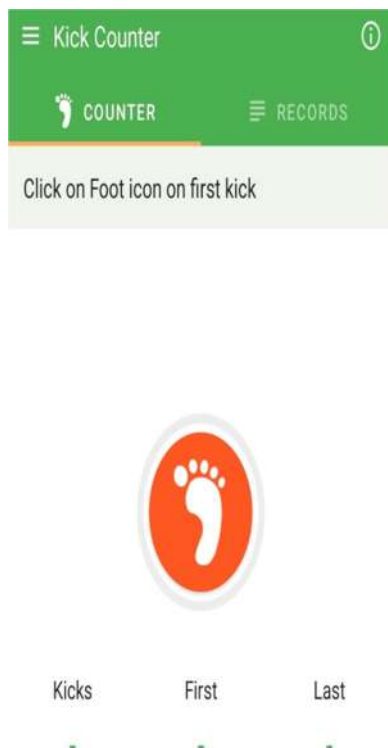 Kick Counter
COUNTER
RECORDS
Click on Foot icon on first kick
Kicks First Last